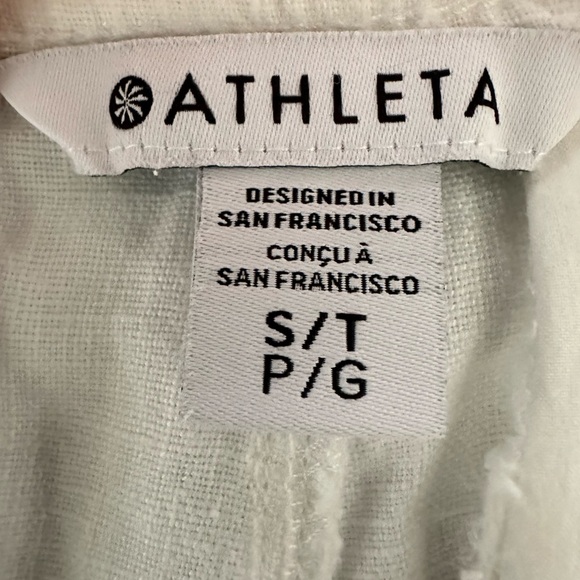 ATHLETA
DESIGNED IN
SAN FRANCISCO
CONÇU À
SAN FRANCISCO
S/T
P/G